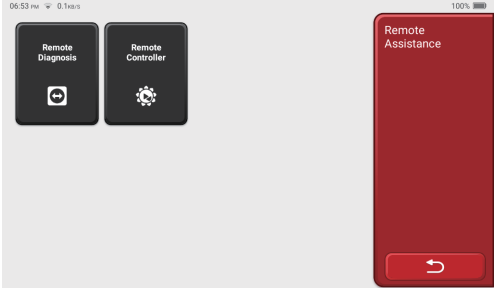 06:53 PM 0.1KB/S
100%
Remote
Diagnosis
Remote
Controller
Remote
Assistance